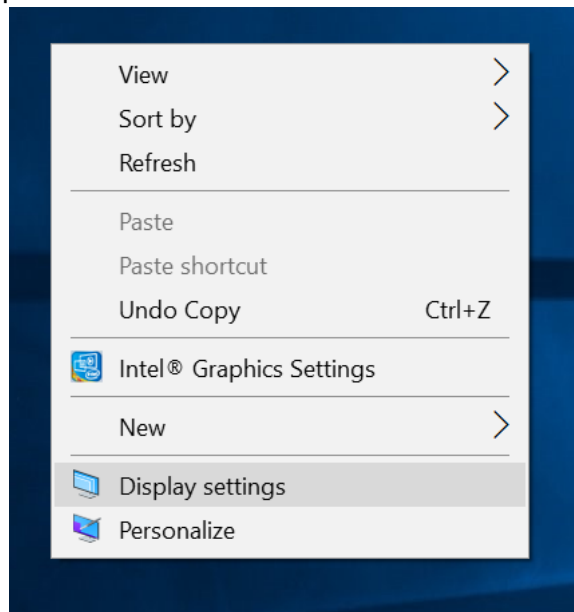 View
Sort by
Refresh
Paste
Paste shortcut
Undo Copy Ctrl+Z
Intel® Graphics Settings
New
Display settings
Personalize